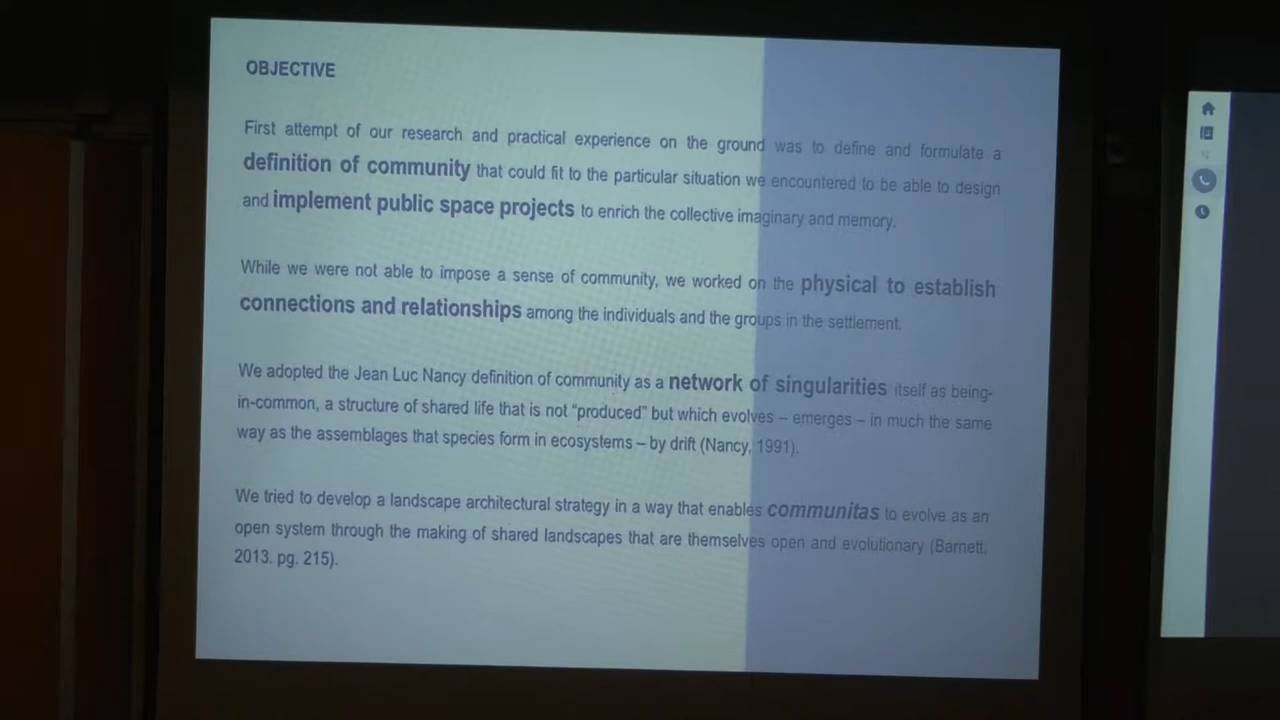 OBJECTIVE
First attempt of our research and practical experience on the ground was to define and formulate a
definition of community that could fit to the particular situation we encountered to be able to design
and implement public space projects to enrich the collective imaginary and memory.
While we were not able to impose a sense of community, we worked on the physical to establish
connections and relationships among the individuals and the groups in the settlement.
We adopted the Jean Luc Nancy definition of community as a network of singularities itself as being-
in-common, a structure of shared life that is not “produced” but which evolves – emerges – in much the same
way as the assemblages that species form in ecosystems – by drift (Nancy, 1991).
We tried to develop a landscape architectural strategy in a way that enables communitas to evolve as an
open system through the making of shared landscapes that are themselves open and evolutionary (Barnett,
2013. pg. 215).